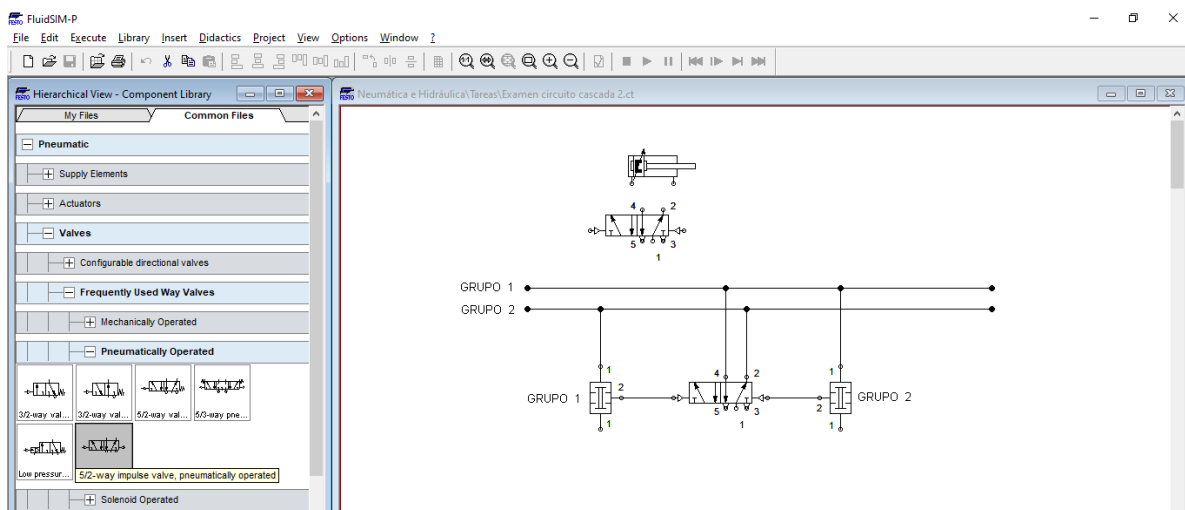 FluidSIM-P
File Edit Execute Library Insert Didactics Project View Options Window ?
Hierarchical View - Component Library
My Files Common Files
Pneumatic
Supply Elements
Actuators
Valves
Configurable directional valves
Frequently Used Way Valves
Mechanically Operated
Pneumatically Operated
3/2-way val... 3/2-way val... 5/2-way val... 5/3-way pne...
Low pressur... 5/2-way impulse valve, pneumatically operated
Solenoid Operated
Neumática e Hidráulica\Tareas\Examen circuito cascada 2.ct
4 2
5 3
1
GRUPO 1
GRUPO 2
1 4 2 1
GRUPO 1 2 2 GRUPO 2
5 3
1 1 1